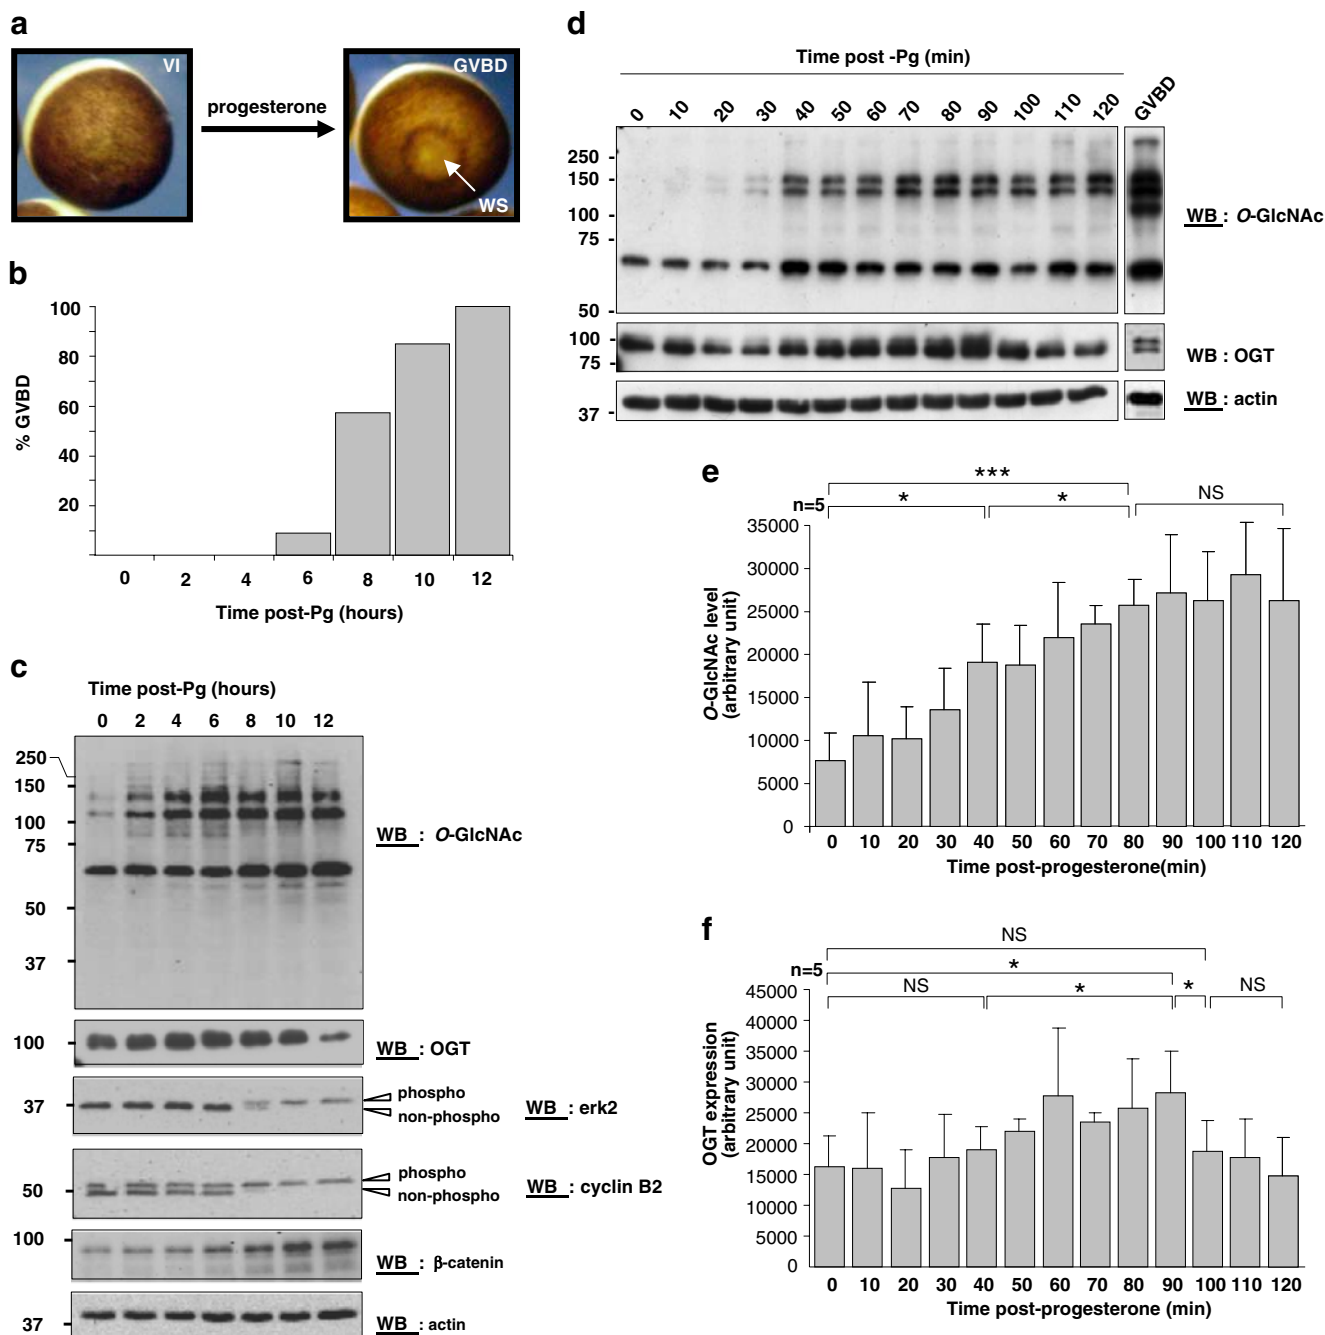 a
VI
progesterone
GVBD
WS
b
100
80
60
40
20
% GVBD
0 2 4 6 8 10 12
Time post-Pg (hours)
c
Time post-Pg (hours)
0 2 4 6 8 10 12
250
150
100
75
50
37
WB : O-GlcNAc
100
WB : OGT
37
phospho
non-phospho
WB : erk2
50
phospho
non-phospho
WB : cyclin B2
100
WB : β-catenin
37
WB : actin
d
Time post -Pg (min)
0 10 20 30 40 50 60 70 80 90 100 110 120 GVBD
250 -
150 -
100 -
75 -
50 -
WB : O-GlcNAc
100 -
75 -
WB : OGT
37 -
WB : actin
e
***
* * NS
n=5
35000
30000
25000
20000
15000
10000
5000
0
O-GlcNAc level
(arbitrary unit)
0 10 20 30 40 50 60 70 80 90 100 110 120
Time post-progesterone(min)
f
NS
*
n=5
NS * * NS
45000
40000
35000
30000
25000
20000
15000
10000
5000
0
OGT expression
(arbitrary unit)
0 10 20 30 40 50 60 70 80 90 100 110 120
Time post-progesterone (min)